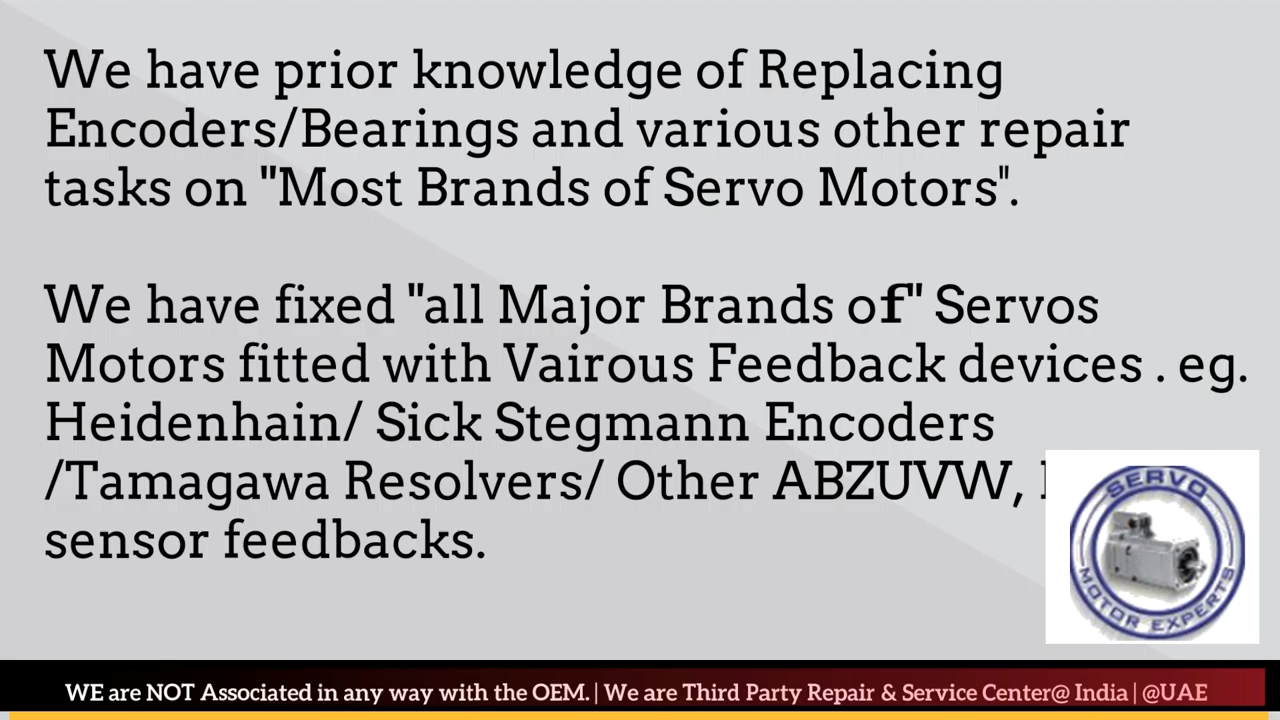 We have prior knowledge of Replacing
Encoders/Bearings and various other repair
tasks on "Most Brands of Servo Motors".
We have fixed "all Major Brands of" Servos
Motors fitted with Vairous Feedback devices . eg.
Heidenhain/ Sick Stegmann Encoders
/Tamagawa Resolvers/ Other ABZUVW,
sensor feedbacks.
SERVO
MOTOR EXPERTS
WE are NOT Associated in any way with the OEM. | We are Third Party Repair & Service Center@ India | @UAE